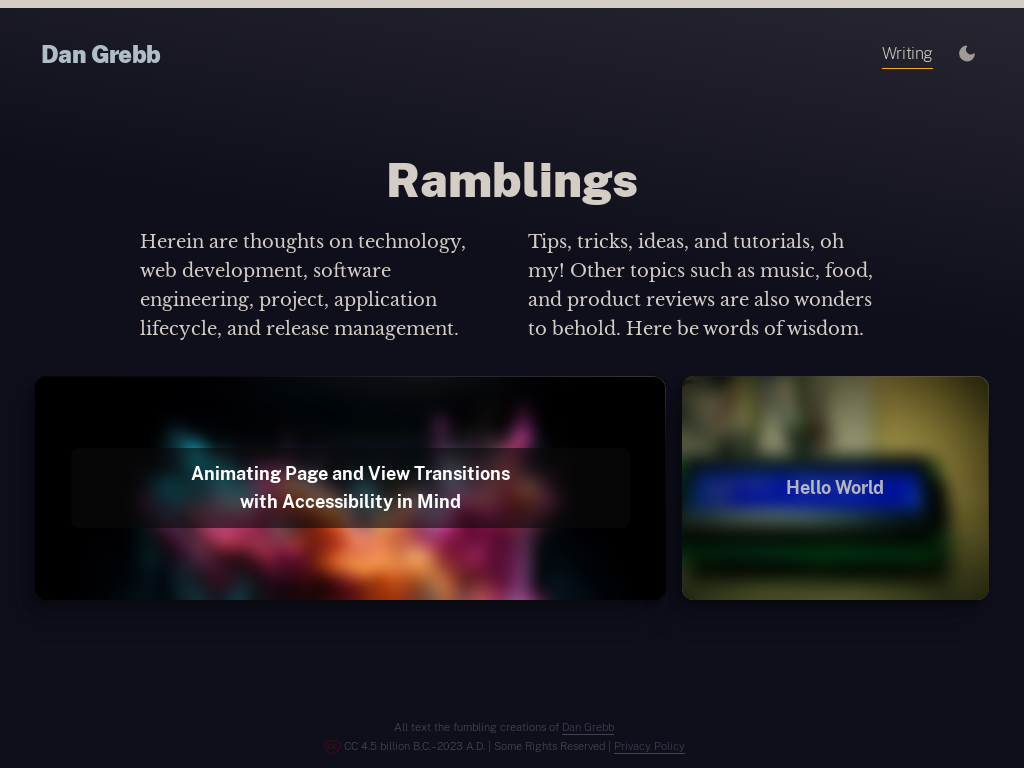 Dan Grebb
Writing
Ramblings
Herein are thoughts on technology,
web development, software
engineering, project, application
lifecycle, and release management.
Tips, tricks, ideas, and tutorials, oh
my! Other topics such as music, food,
and product reviews are also wonders
to behold. Here be words of wisdom.
Animating Page and View Transitions
with Accessibility in Mind
Hello World
All text the fumbling creations of Dan Grebb
CC 4.5 billion B.C.–2023 A.D. | Some Rights Reserved | Privacy Policy